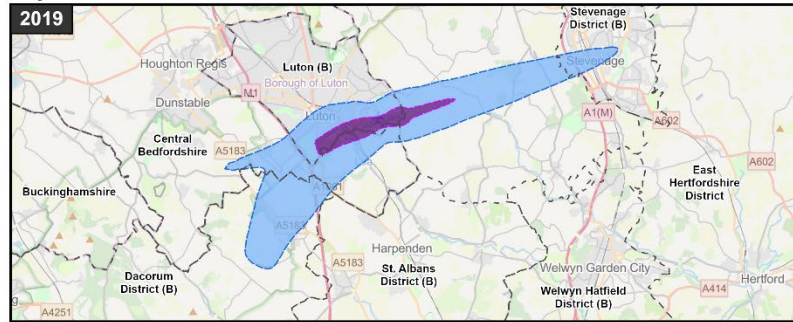 2019
Stevenage
District (B)
Houghton Regis
Luton (B)
Borough of Luton
Stevenage
M1
Dunstable
Luton
A1(M)
A602
Central
Bedfordshire
A5183
A602
East
Hertfordshire
District
Buckinghamshire
A1081
A5183
Harpenden
Dacorum
District (B)
A5183
St. Albans
District (B)
Welwyn Garden City
Welwyn Hatfield
District (B)
A414
Hertford
A4251